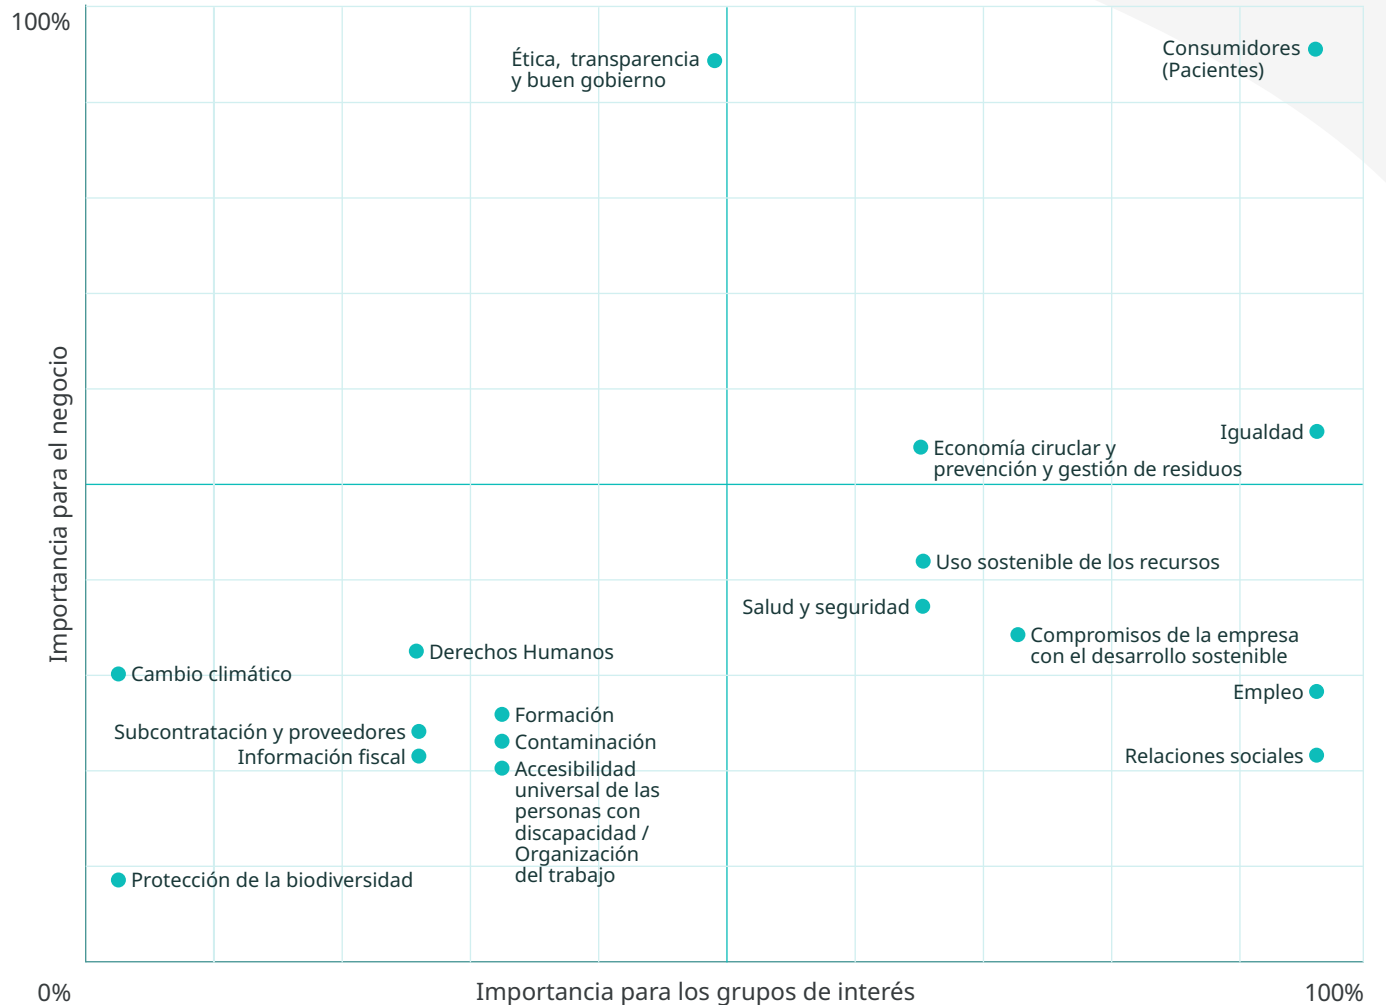 100%
Ética,  transparencia
y buen gobierno
Consumidores
(Pacientes)
Importancia para el negocio
Igualdad
Economía ciruclar y
prevención y gestión de residuos
Uso sostenible de los recursos
Salud y seguridad
Compromisos de la empresa
con el desarrollo sostenible
Derechos Humanos
Cambio climático
Empleo
Formación
Subcontratación y proveedores
Contaminación
Información fiscal
Relaciones sociales
Accesibilidad
universal de las
personas con
discapacidad /
Organización
del trabajo
Protección de la biodiversidad
0%
Importancia para los grupos de interés
100%